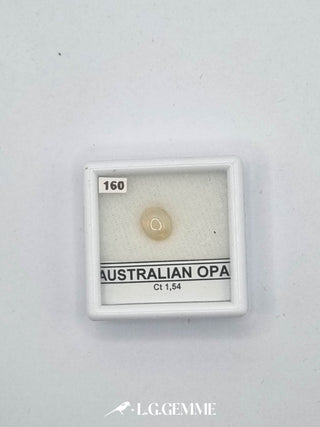 160
AUSTRALIAN OPA
Ct 1,54
L.G.GEMME